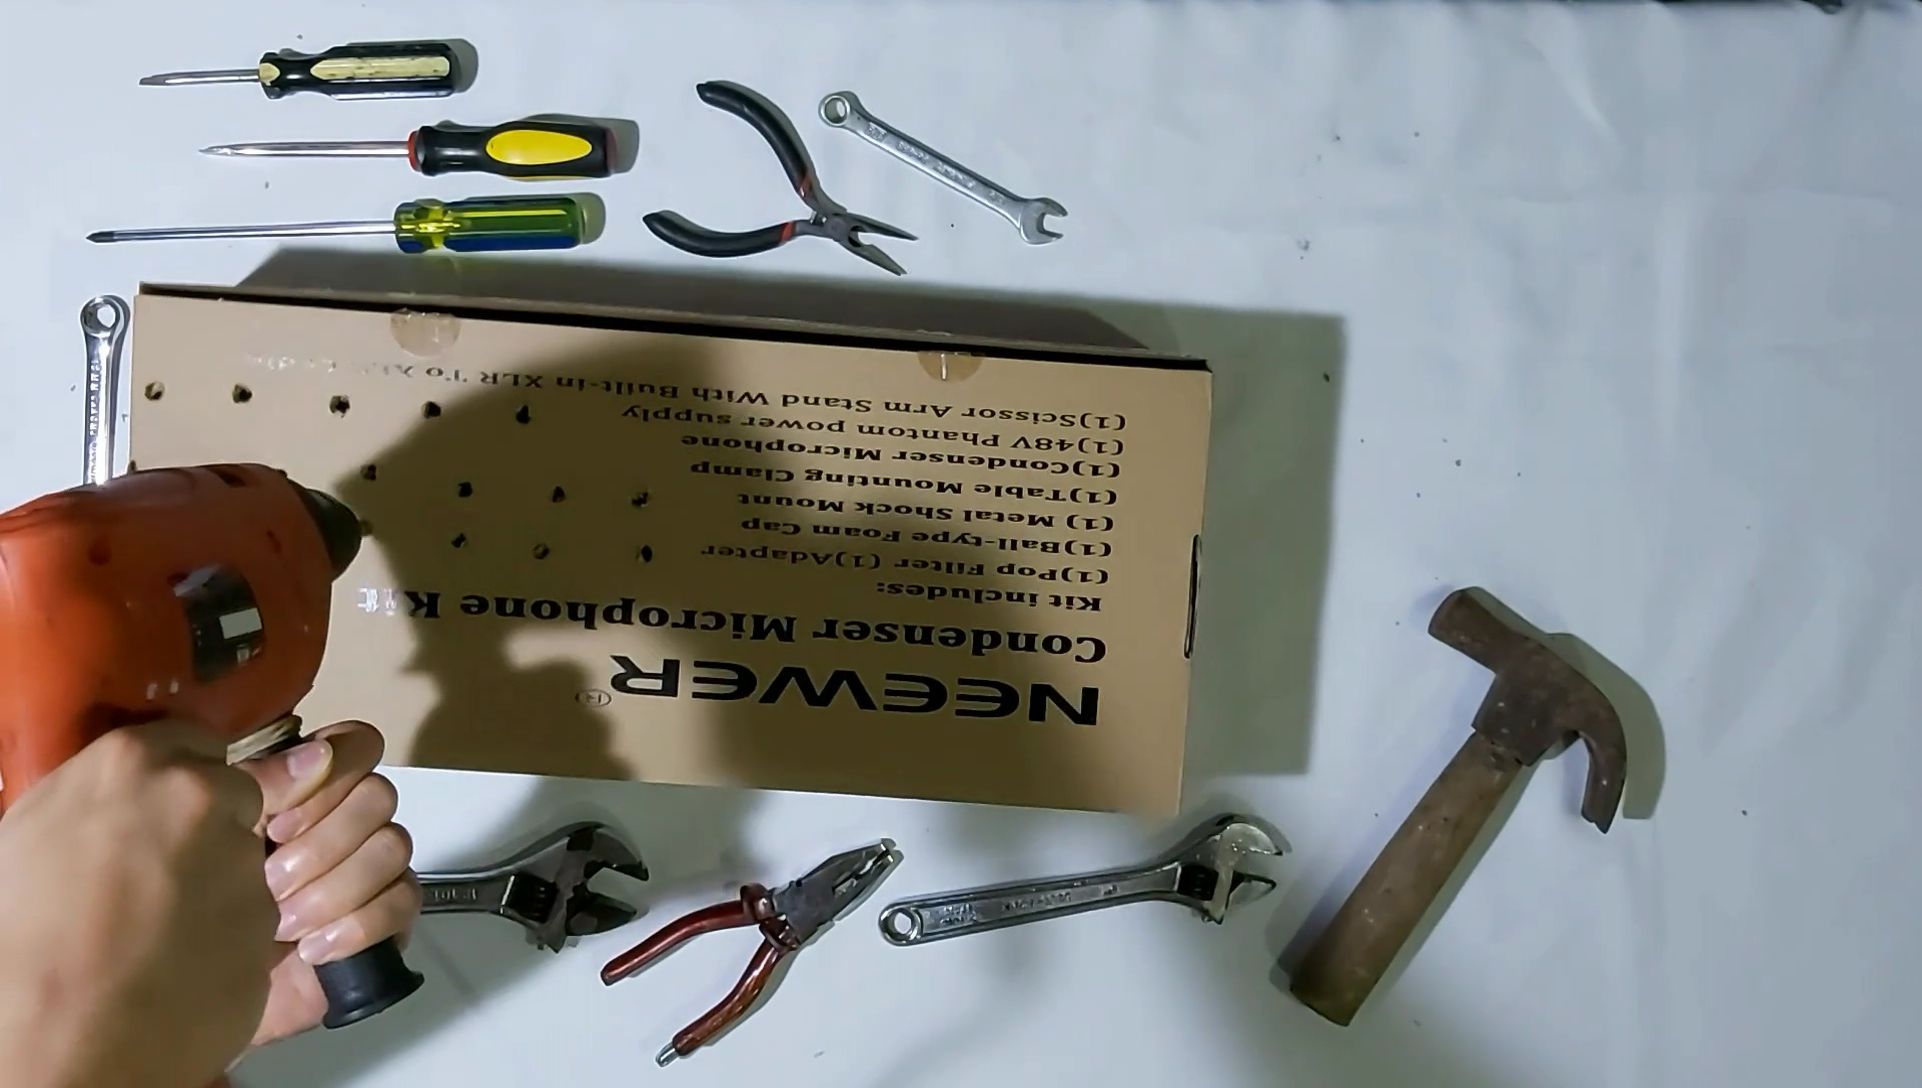 NEEWER®
Condenser Microphone K
Kit includes:
(1)Pop Filter (1)Adapter
(1)Ball-type Foam Cap
(1) Metal Shock Mount
(1)Table Mounting Clamp
(1)Condenser Microphone
(1)48V Phantom power supply
(1)Scissor Arm Stand With Built-in XLR To